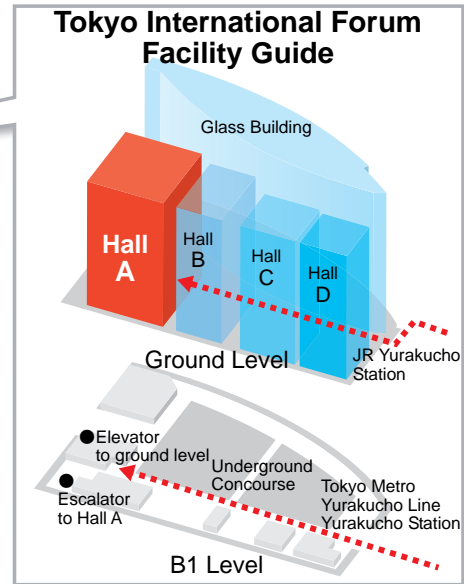 Tokyo International Forum
Facility Guide
Glass Building
Hall
A
Hall
B
Hall
C
Hall
D
JR Yurakucho
Station
Ground Level
Elevator
to ground level
Escalator
to Hall A
Underground
Concourse
Tokyo Metro
Yurakucho Line
Yurakucho Station
B1 Level